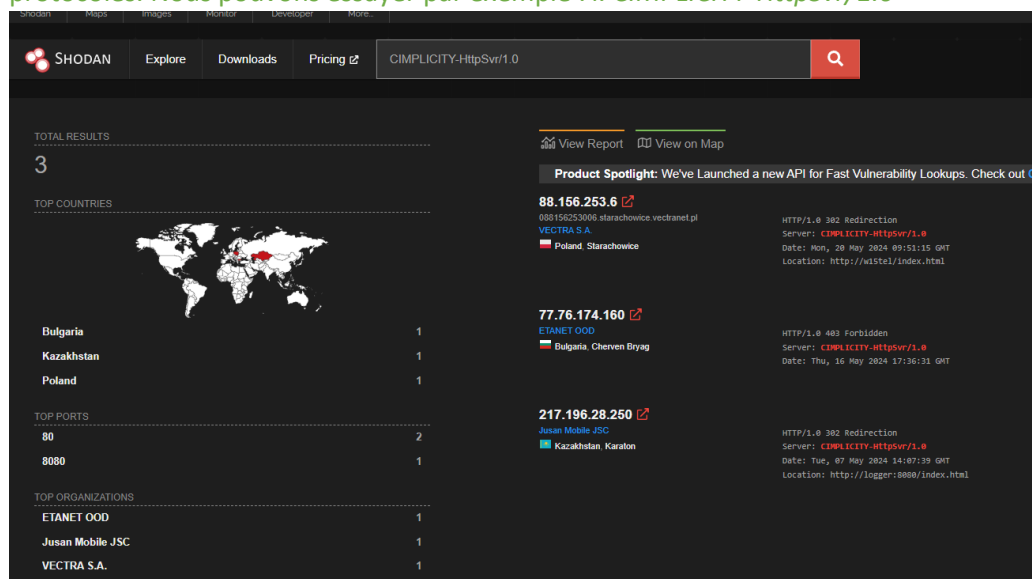 Shodan Maps Images Monitor Developer More...
SHODAN Explore Downloads Pricing CIMPLICITY-HttpSvr/1.0
TOTAL RESULTS
3
TOP COUNTRIES
Bulgaria 1
Kazakhstan 1
Poland 1
TOP PORTS
80 2
8080 1
TOP ORGANIZATIONS
ETANET OOD 1
Jusan Mobile JSC 1
VECTRA S.A. 1
View Report View on Map
Product Spotlight: We've Launched a new API for Fast Vulnerability Lookups. Check out
88.156.253.6
088156253006.starachowice.vectranet.pl
VECTRA S.A.
Poland, Starachowice
HTTP/1.0 302 Redirection
Server: CIMPLICITY-HttpSvr/1.0
Date: Mon, 20 May 2024 09:51:15 GMT
Location: http://w15tel/index.html
77.76.174.160
ETANET OOD
Bulgaria, Cherven Bryag
HTTP/1.0 403 Forbidden
Server: CIMPLICITY-HttpSvr/1.0
Date: Thu, 16 May 2024 17:36:31 GMT
217.196.28.250
Jusan Mobile JSC
Kazakhstan, Karaton
HTTP/1.0 302 Redirection
Server: CIMPLICITY-HttpSvr/1.0
Date: Tue, 07 May 2024 14:07:39 GMT
Location: http://logger:8080/index.html